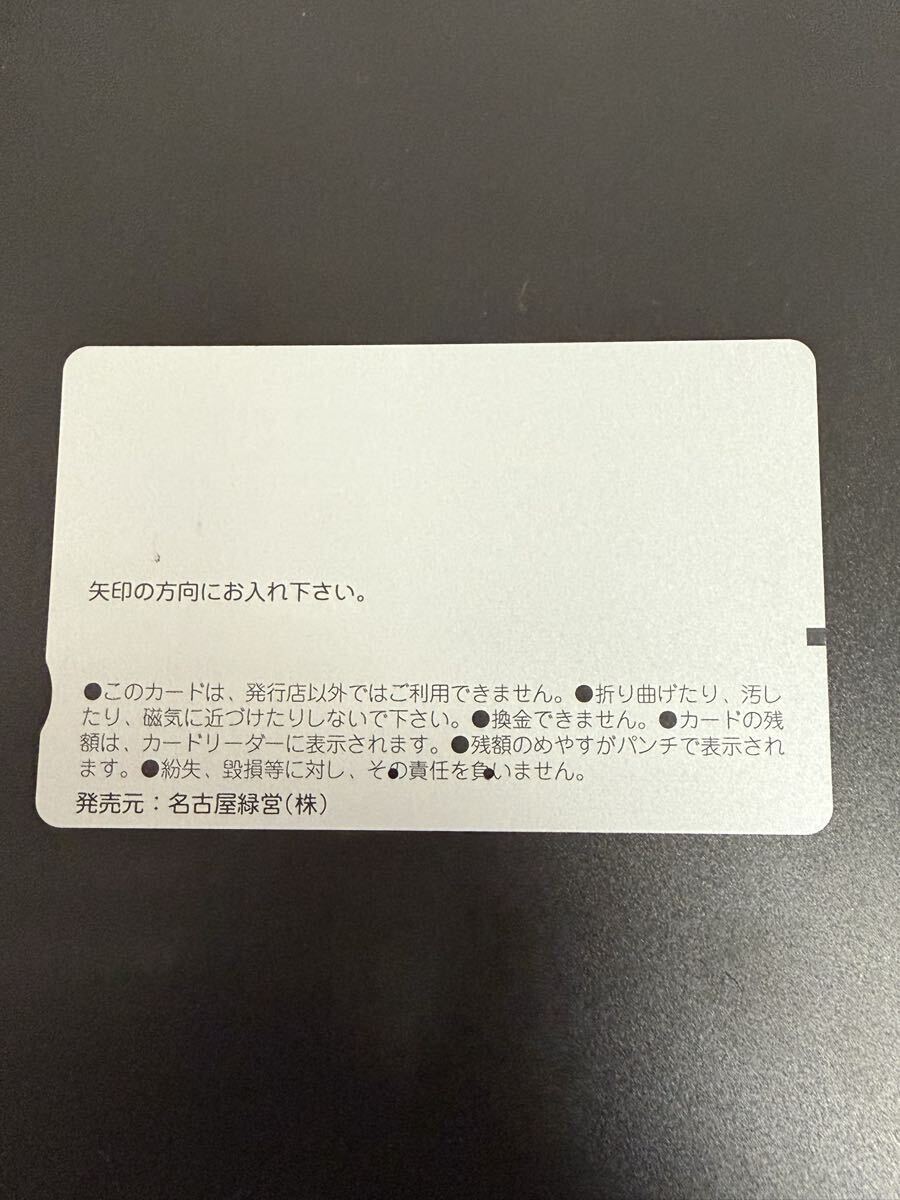 矢印の方向にお入れ下さい。
●このカードは、発行店以外ではご利用できません。●折り曲げたり、汚し
たり、磁気に近づけたりしないで下さい。●換金できません。●カードの残
額は、カードリーダーに表示されます。●残額のめやすがパンチで表示され
ます。●紛失、毀損等に対し、その責任を負いません。
発売元：名古屋緑営(株)